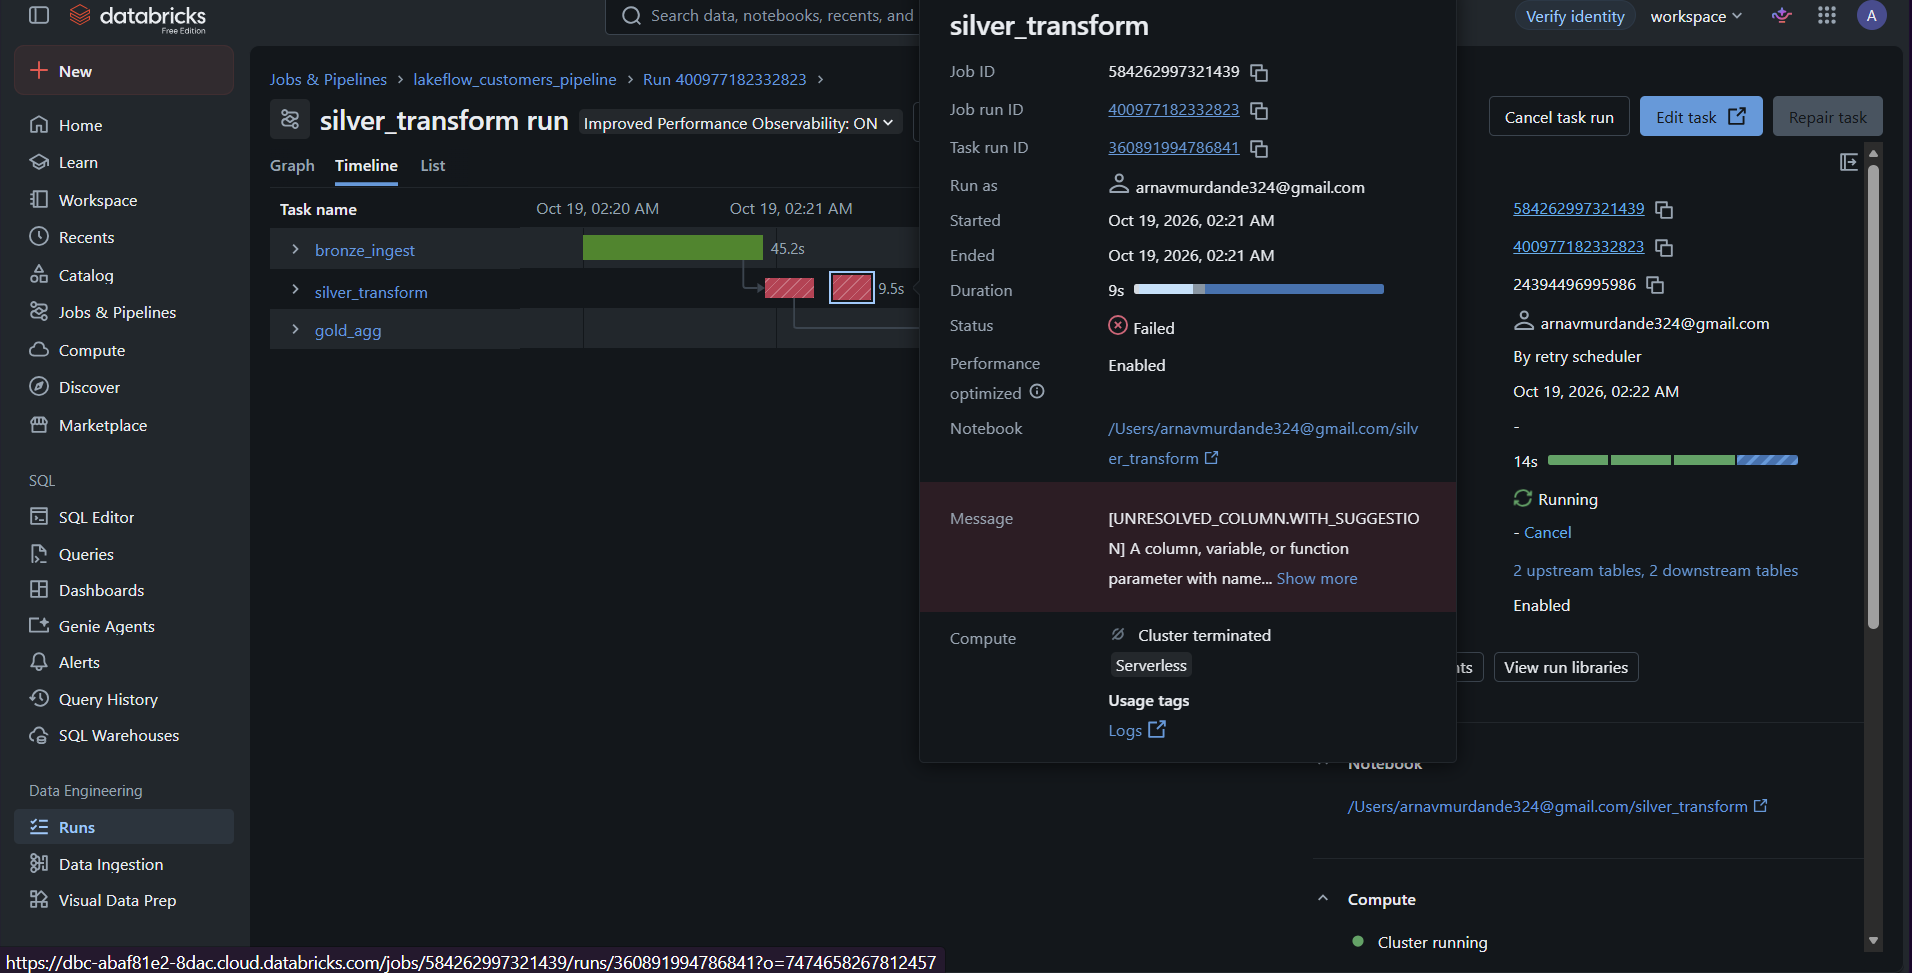 databricks
Free Edition
Search data, notebooks, recents, and
Verify identity
workspace
A
New
Home
Learn
Workspace
Recents
Catalog
Jobs & Pipelines
Compute
Discover
Marketplace
SQL
SQL Editor
Queries
Dashboards
Genie Agents
Alerts
Query History
SQL Warehouses
Data Engineering
Runs
Data Ingestion
Visual Data Prep
Jobs & Pipelines > lakeflow_customers_pipeline > Run 400977182332823 >
silver_transform run
Improved Performance Observability: ON
Graph Timeline List
Task name
Oct 19, 02:20 AM
Oct 19, 02:21 AM
bronze_ingest
45.2s
silver_transform
9.5s
gold_agg
silver_transform
Job ID 584262997321439
Job run ID 400977182332823
Task run ID 360891994786841
Run as arnavmurdande324@gmail.com
Started Oct 19, 2026, 02:21 AM
Ended Oct 19, 2026, 02:21 AM
Duration 9s
Status Failed
Performance
optimized
Enabled
Notebook /Users/arnavmurdande324@gmail.com/silv
er_transform
Message [UNRESOLVED_COLUMN.WITH_SUGGESTIO
N] A column, variable, or function
parameter with name... Show more
Compute Cluster terminated
Serverless
Usage tags
Logs
Cancel task run
Edit task
Repair task
584262997321439
400977182332823
24394496995986
arnavmurdande324@gmail.com
By retry scheduler
Oct 19, 2026, 02:22 AM
-
14s
Running
- Cancel
2 upstream tables, 2 downstream tables
Enabled
View run libraries
Notebook
/Users/arnavmurdande324@gmail.com/silver_transform
Compute
Cluster running
https://dbc-abaf81e2-8dac.cloud.databricks.com/jobs/584262997321439/runs/360891994786841?o=7474658267812457